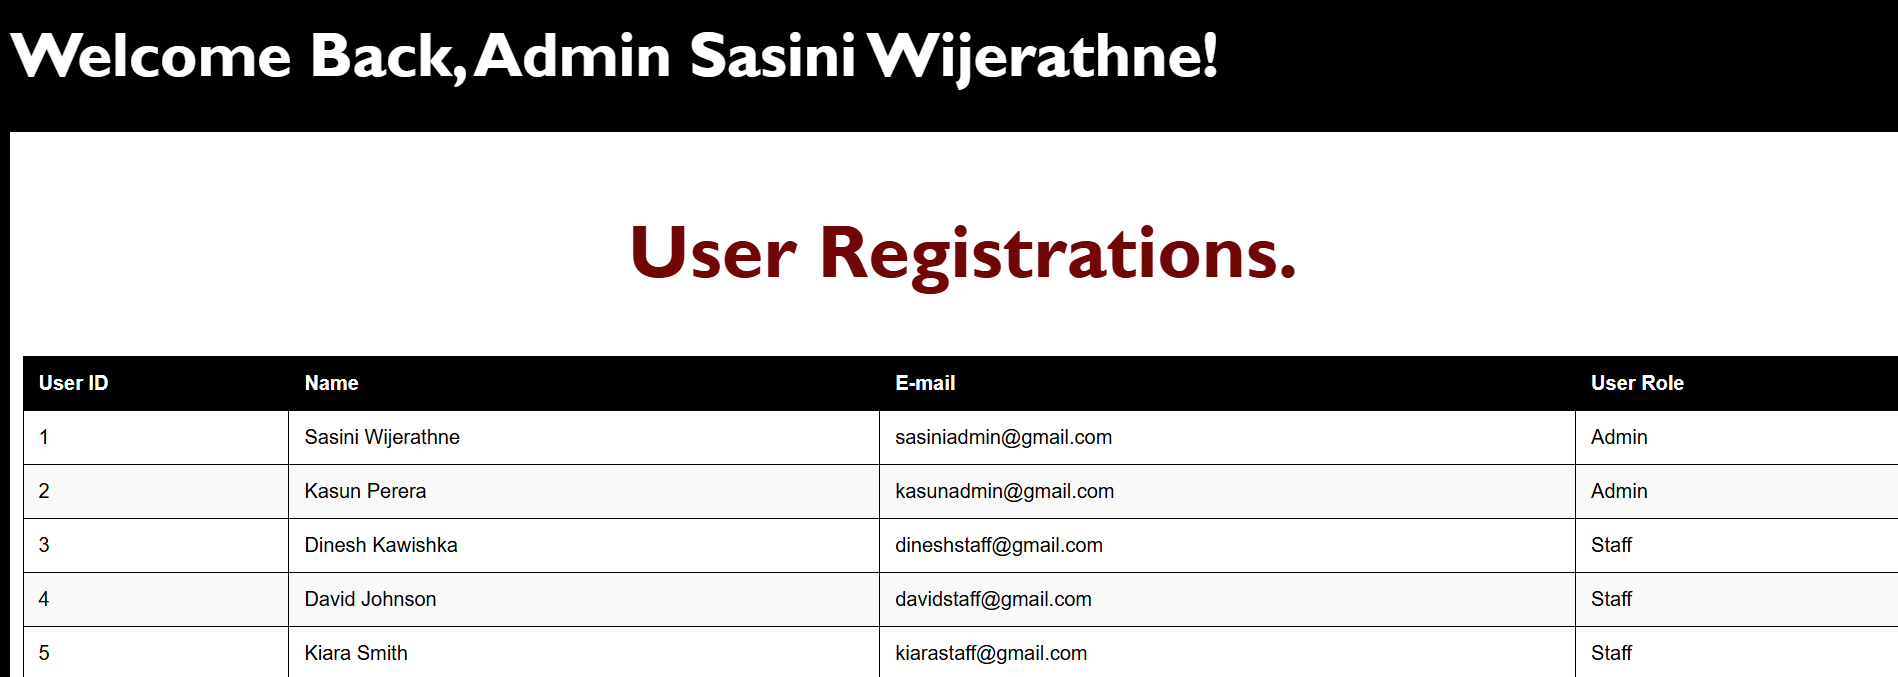 Welcome Back, Admin Sasini Wijerathne!
User Registrations.
User ID Name E-mail User Role
1 Sasini Wijerathne sasiniadmin@gmail.com Admin
2 Kasun Perera kasunadmin@gmail.com Admin
3 Dinesh Kawishka dineshstaff@gmail.com Staff
4 David Johnson davidstaff@gmail.com Staff
5 Kiara Smith kiarastaff@gmail.com Staff